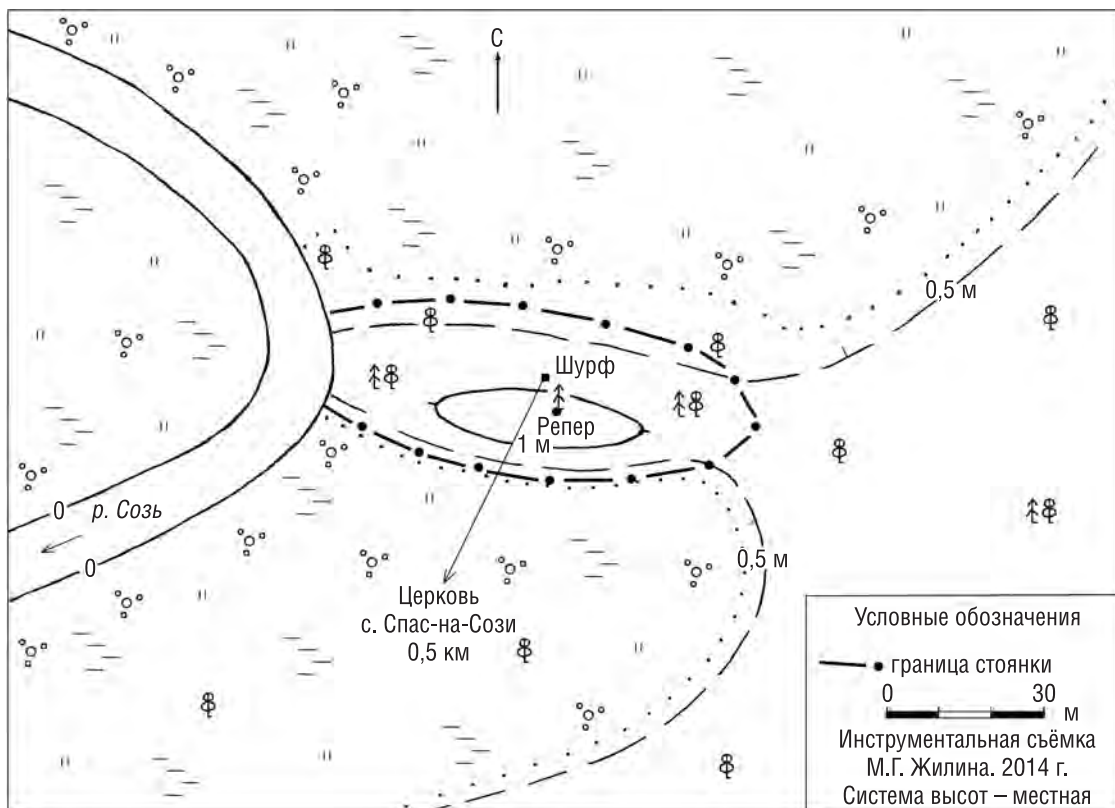 С
0,5 м
Шурф
Репер
1 м
0
р. Созь
0
0,5 м
Церковь
с. Спас-на-Сози
0,5 км
Условные обозначения
граница стоянки
0 30
м
Инструментальная съёмка
М.Г. Жилина. 2014 г.
Система высот – местная